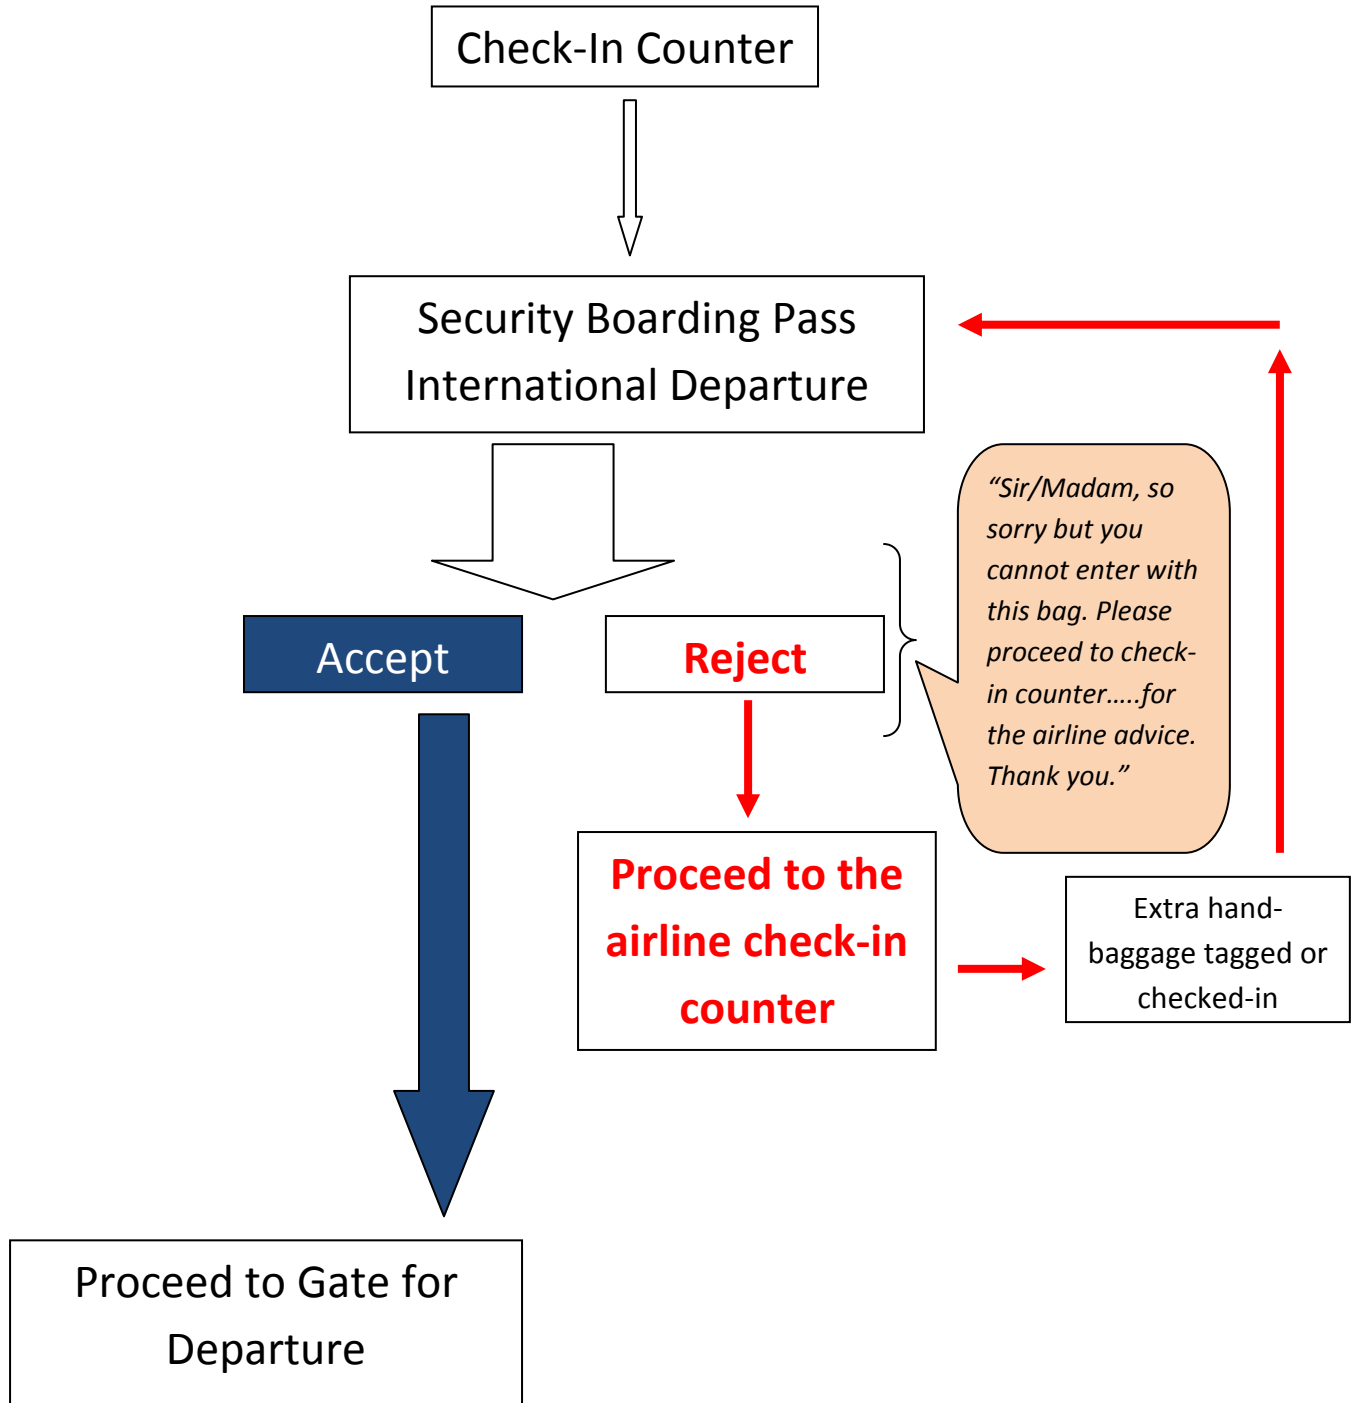 Check-In Counter
Security Boarding Pass
International Departure
“Sir/Madam, so
sorry but you
cannot enter with
this bag. Please
proceed to check-
in counter…..for
the airline advice.
Thank you.”
Accept
Reject
Proceed to the
airline check-in
counter
Extra hand-
baggage tagged or
checked-in
Proceed to Gate for
Departure